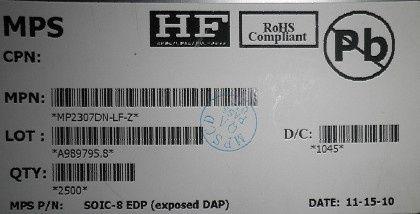 MPS
HF
RoHS
Compliant
Pb
CPN:
MPN:
*MP2307DN-LF-Z*
LOT :
*A989795.8*
D/C:
*1045*
QTY:
*2500*
MPS P/N: SOIC-8 EDP (exposed DAP) DATE: 11-15-10
MPSCD